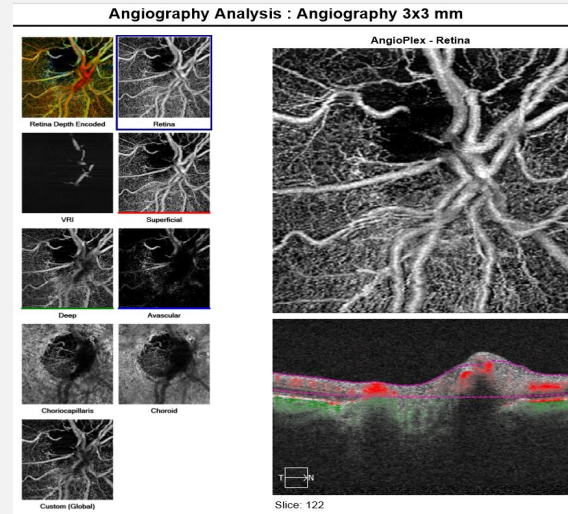 Angiography Analysis : Angiography 3x3 mm
AngioPlex - Retina
Retina Depth Encoded
Retina
VRI
Superficial
Deep
Avascular
Choriocapillaris
Choroid
Custom (Global)
T N
Slice: 122